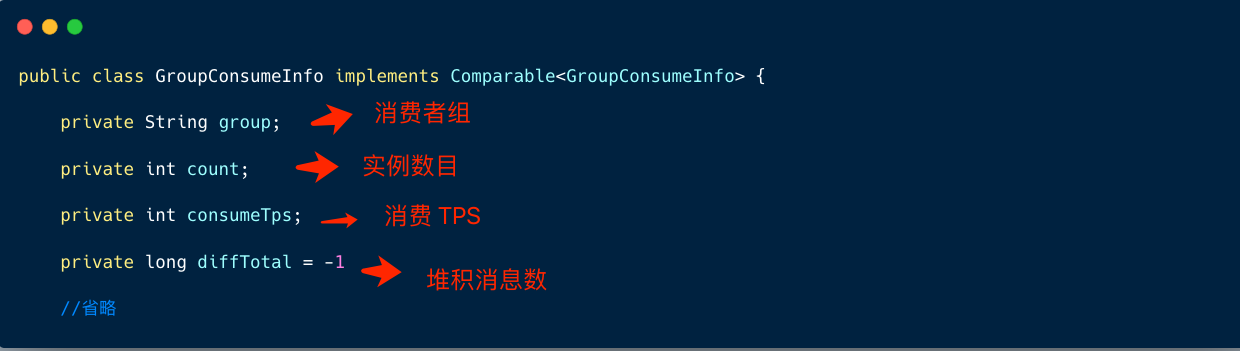 public class GroupConsumeInfo implements Comparable<GroupConsumeInfo> {
private String group; 消费者组
private int count; 实例数目
private int consumeTps; 消费 TPS
private long diffTotal = -1 堆积消息数
//省略